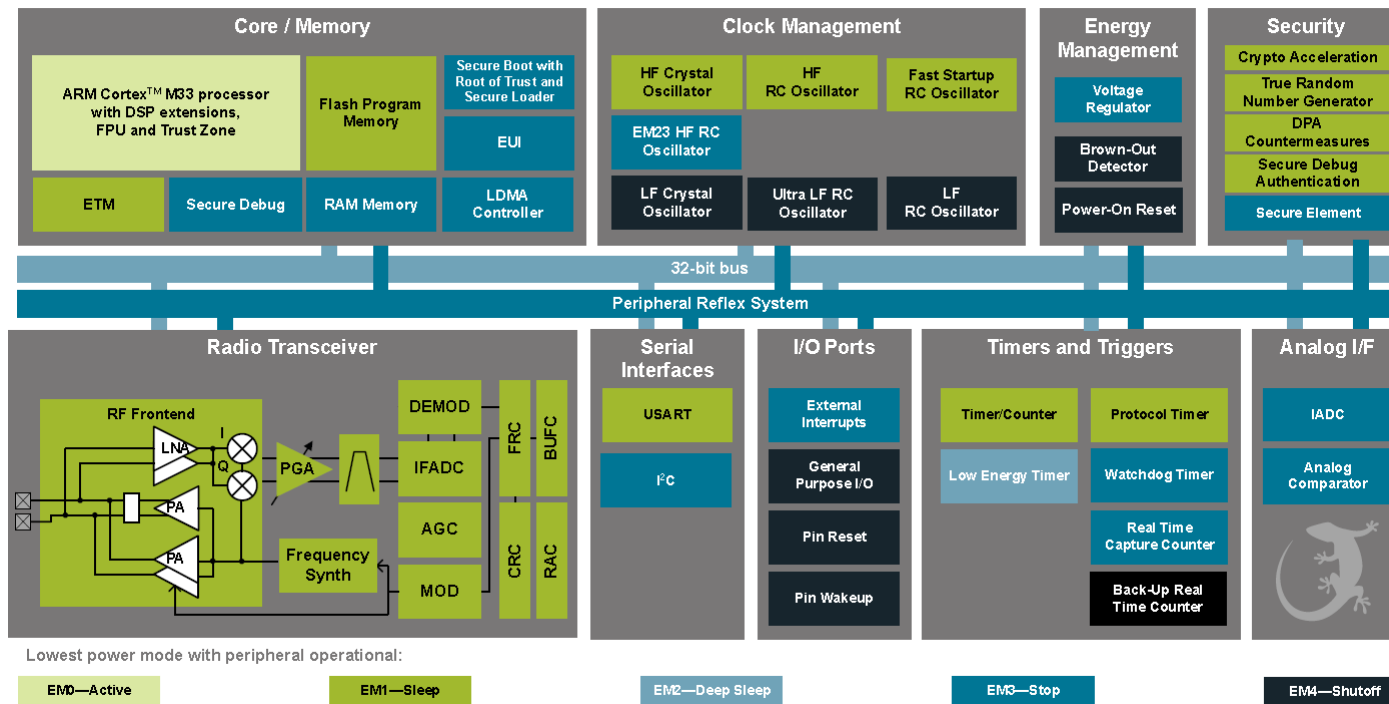 Core / Memory
ARM Cortex™ M33 processor
with DSP extensions,
FPU and Trust Zone
Flash Program
Memory
Secure Boot with
Root of Trust and
Secure Loader
EUI
ETM
Secure Debug
RAM Memory
LDMA
Controller
Clock Management
HF Crystal
Oscillator
HF
RC Oscillator
Fast Startup
RC Oscillator
EM23 HF RC
Oscillator
LF Crystal
Oscillator
Ultra LF RC
Oscillator
LF
RC Oscillator
Energy
Management
Voltage
Regulator
Brown-Out
Detector
Power-On Reset
Security
Crypto Acceleration
True Random
Number Generator
DPA
Countermeasures
Secure Debug
Authentication
Secure Element
32-bit bus
Peripheral Reflex System
Radio Transceiver
RF Frontend
LNA
I
Q
PA
PA
PGA
Frequency
Synth
DEMOD
IFADC
AGC
MOD
FRC
BUFC
CRC
RAC
Serial
Interfaces
USART
I²C
I/O Ports
External
Interrupts
General
Purpose I/O
Pin Reset
Pin Wakeup
Timers and Triggers
Timer/Counter
Protocol Timer
Low Energy Timer
Watchdog Timer
Real Time
Capture Counter
Back-Up Real
Time Counter
Analog I/F
IADC
Analog
Comparator
Lowest power mode with peripheral operational:
EM0—Active
EM1—Sleep
EM2—Deep Sleep
EM3—Stop
EM4—Shutoff